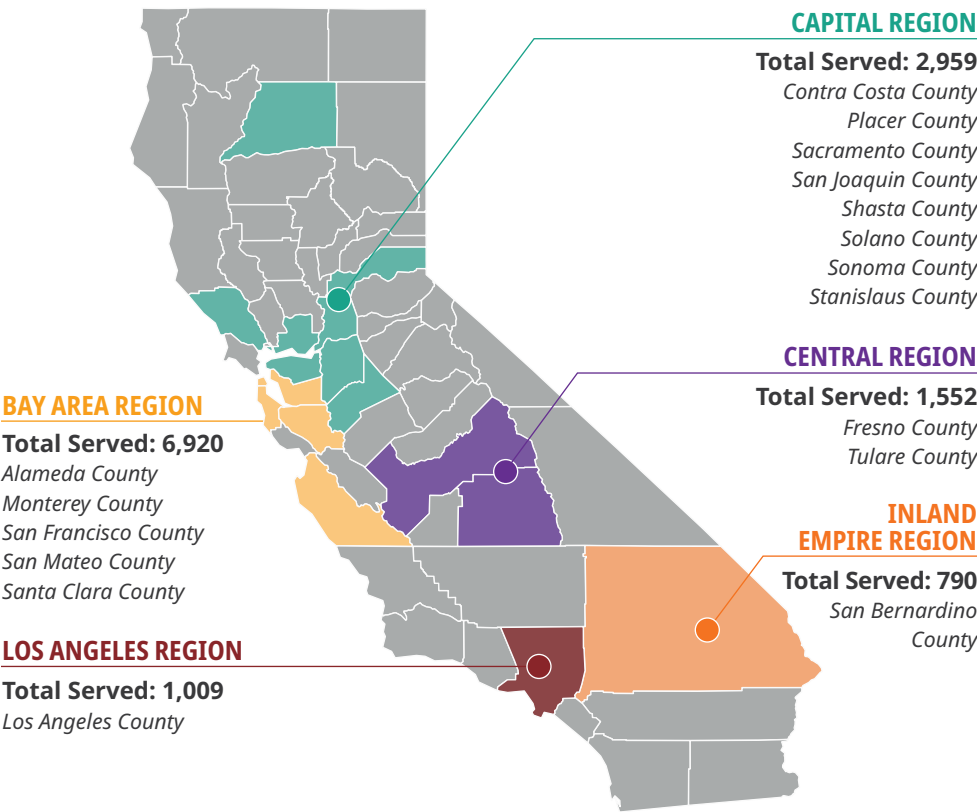 CAPITAL REGION
Total Served: 2,959
Contra Costa County
Placer County
Sacramento County
San Joaquin County
Shasta County
Solano County
Sonoma County
Stanislaus County
CENTRAL REGION
Total Served: 1,552
Fresno County
Tulare County
BAY AREA REGION
Total Served: 6,920
Alameda County
Monterey County
San Francisco County
San Mateo County
Santa Clara County
INLAND
EMPIRE REGION
Total Served: 790
San Bernardino
County
LOS ANGELES REGION
Total Served: 1,009
Los Angeles County